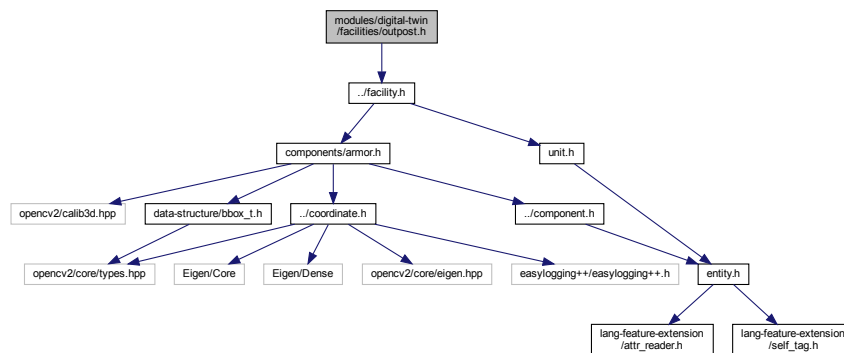 modules/digital-twin
/facilities/outpost.h
../facility.h
components/armor.h
unit.h
opencv2/calib3d.hpp
data-structure/bbox_t.h
../coordinate.h
../component.h
opencv2/core/types.hpp
Eigen/Core
Eigen/Dense
opencv2/core/eigen.hpp
easylogging++/easylogging++.h
entity.h
lang-feature-extension
/attr_reader.h
lang-feature-extension
/self_tag.h